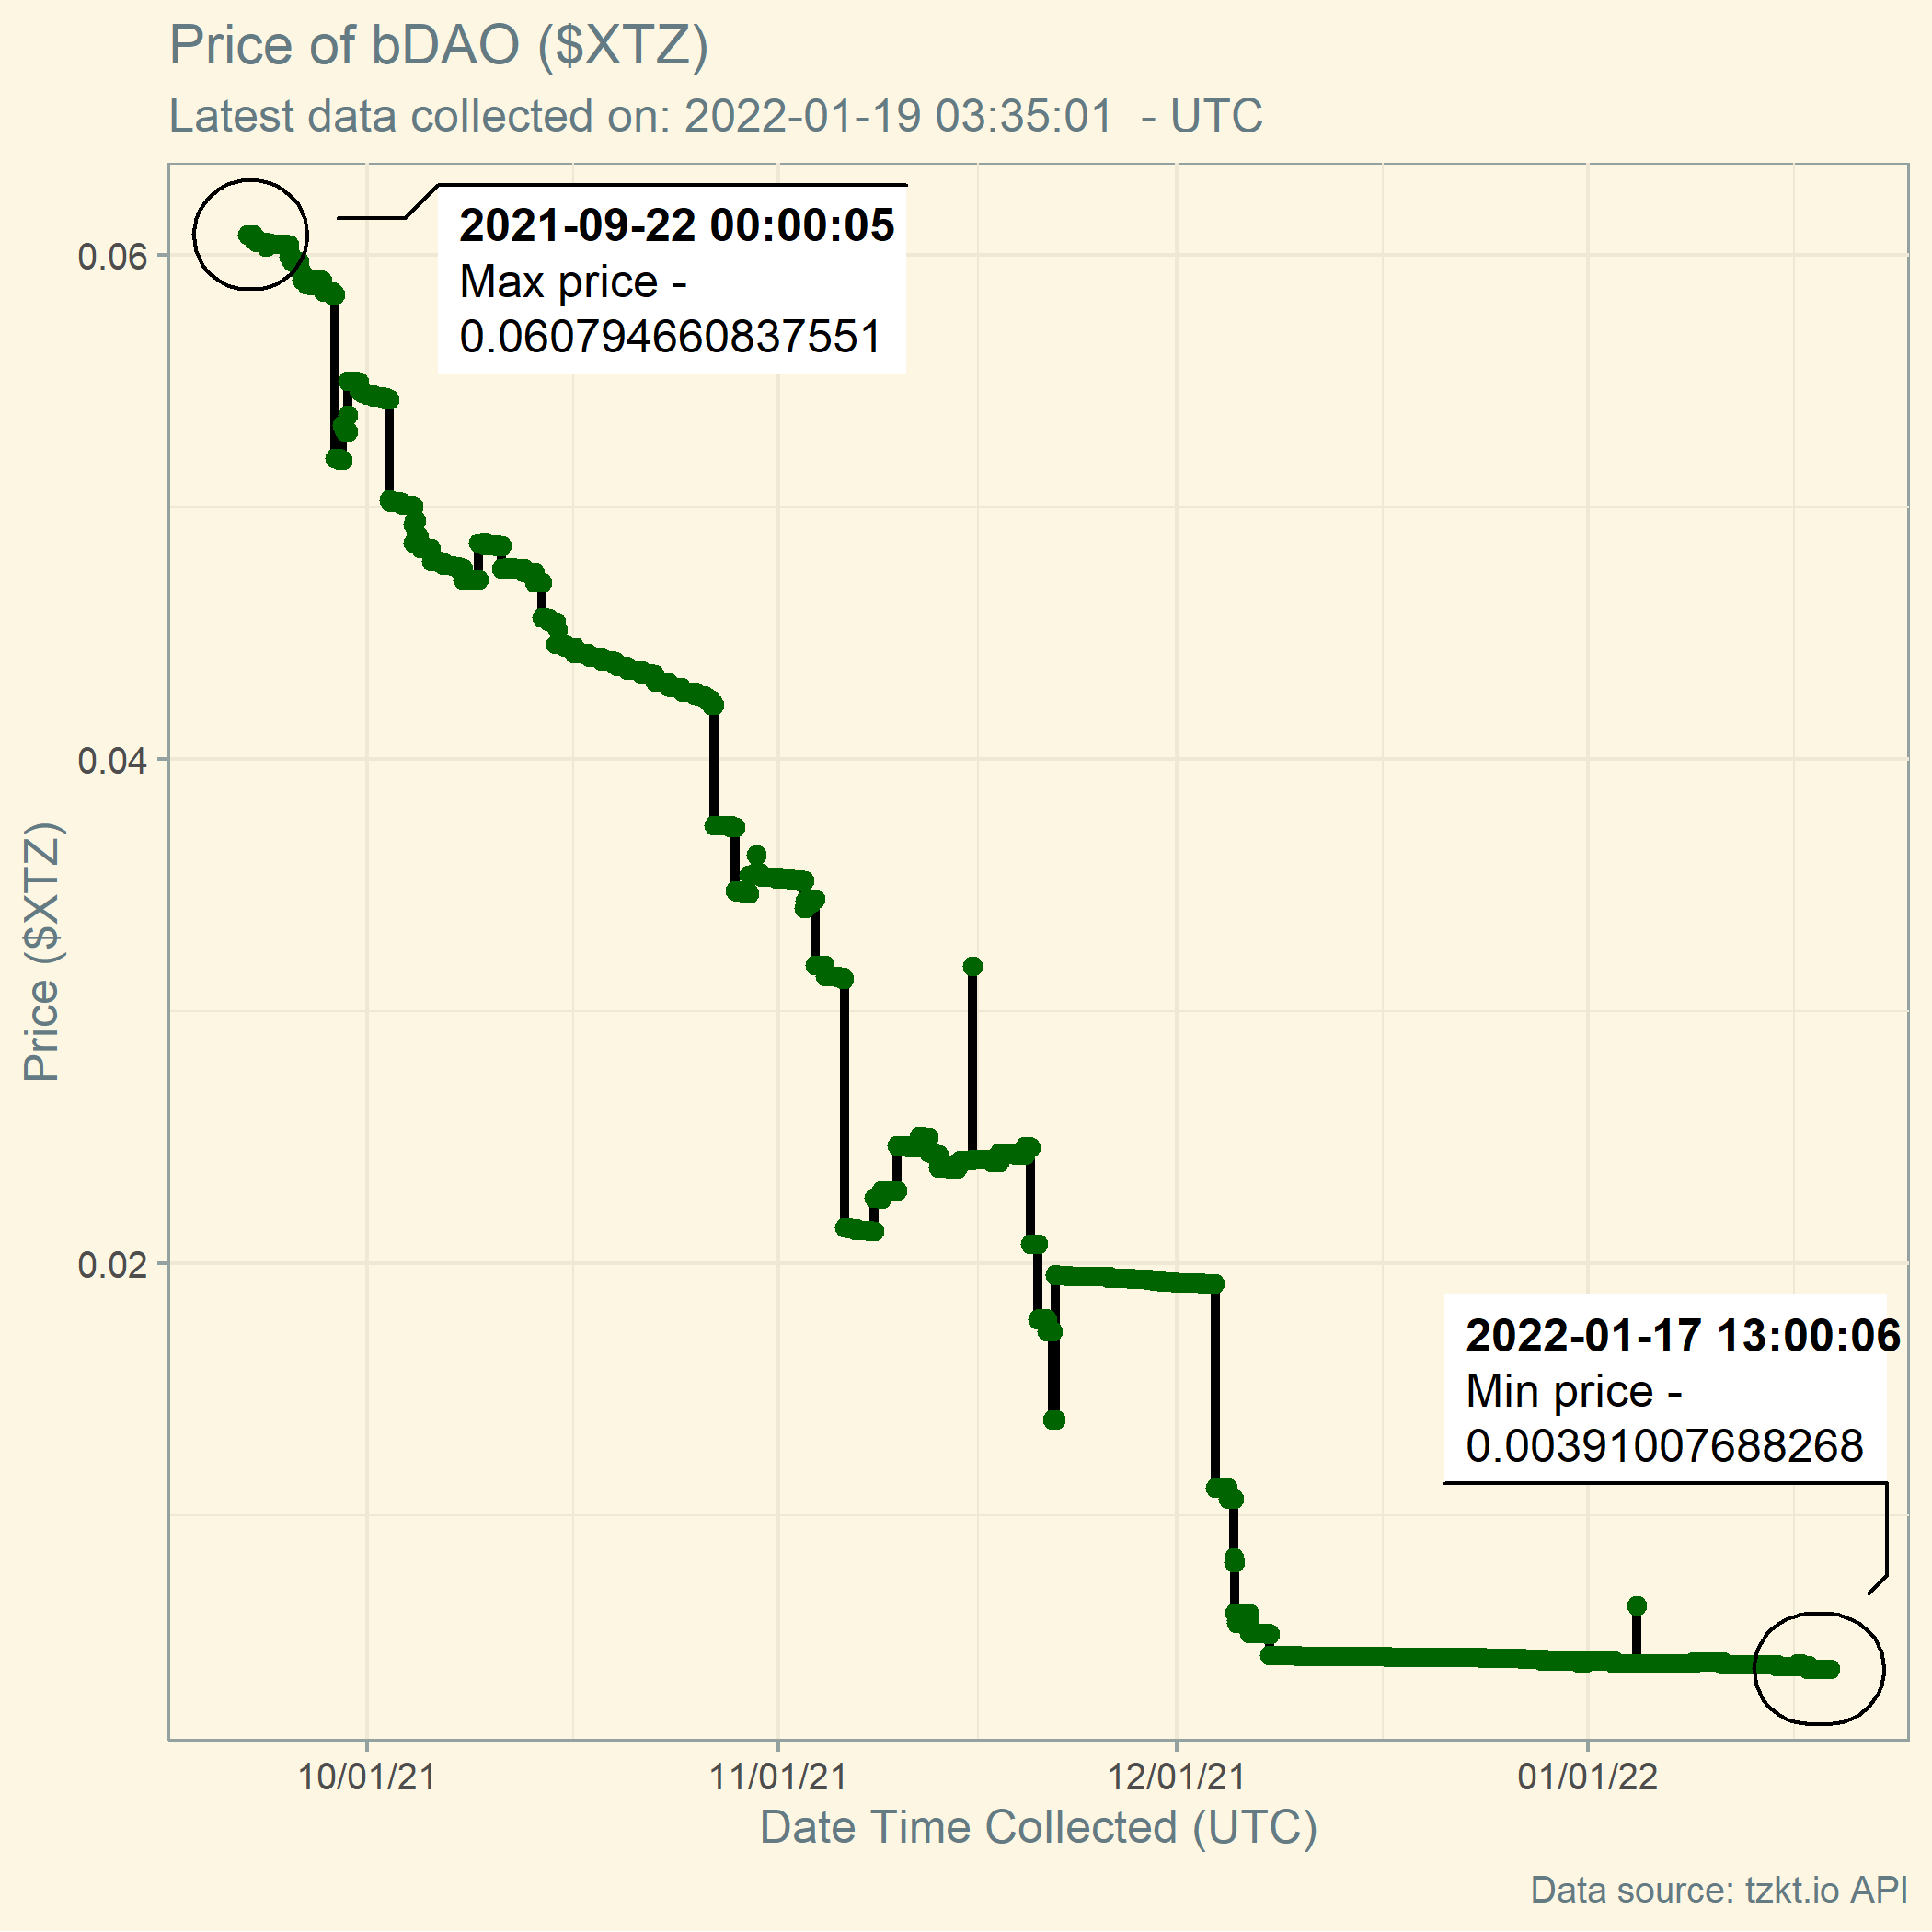 Price of bDAO ($XTZ)
Latest data collected on: 2022-01-19 03:35:01  - UTC
2021-09-22 00:00:05
Max price -
0.060794660837551
0.06
0.04
0.02
Price ($XTZ)
2022-01-17 13:00:06
Min price -
0.00391007688268
10/01/21
11/01/21
12/01/21
01/01/22
Date Time Collected (UTC)
Data source: tzkt.io API